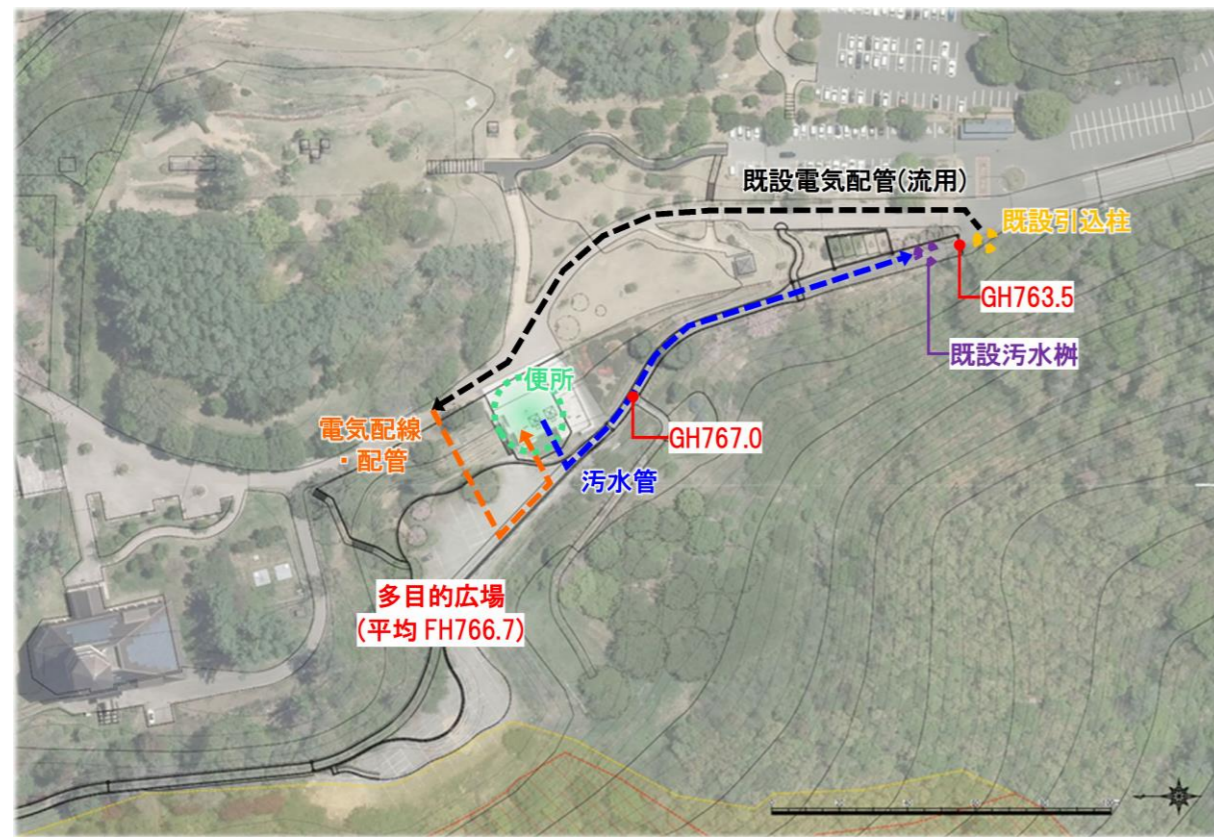 既設電気配管(流用)
既設引込柱
GH763.5
既設汚水桝
便所
電気配線
・配管
GH767.0
汚水管
多目的広場
(平均 FH766.7)